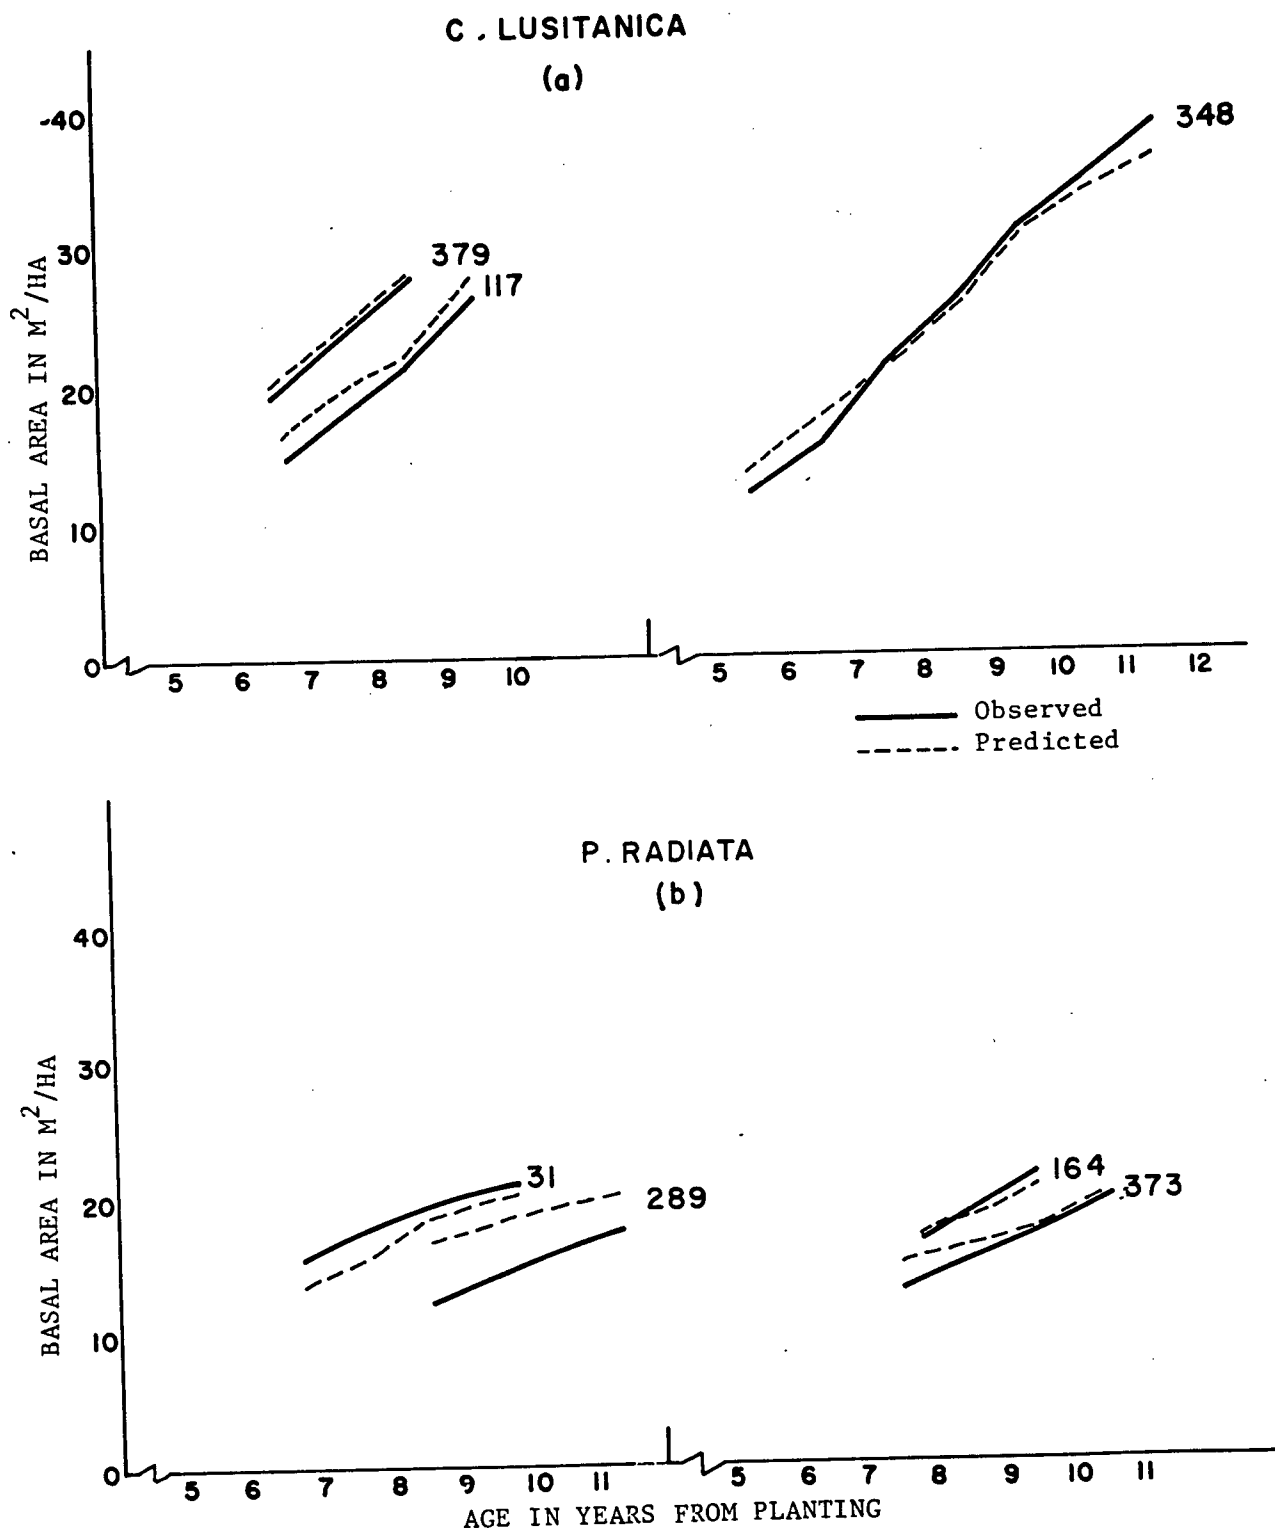 C. LUSITANICA
(a)
BASAL AREA IN M²/HA
40
30
20
10
0
379
117
348
5 6 7 8 9 10
5 6 7 8 9 10 11 12
Observed
Predicted
P. RADIATA
(b)
BASAL AREA IN M²/HA
40
30
20
10
0
31
289
164
373
5 6 7 8 9 10 11
5 6 7 8 9 10 11
AGE IN YEARS FROM PLANTING